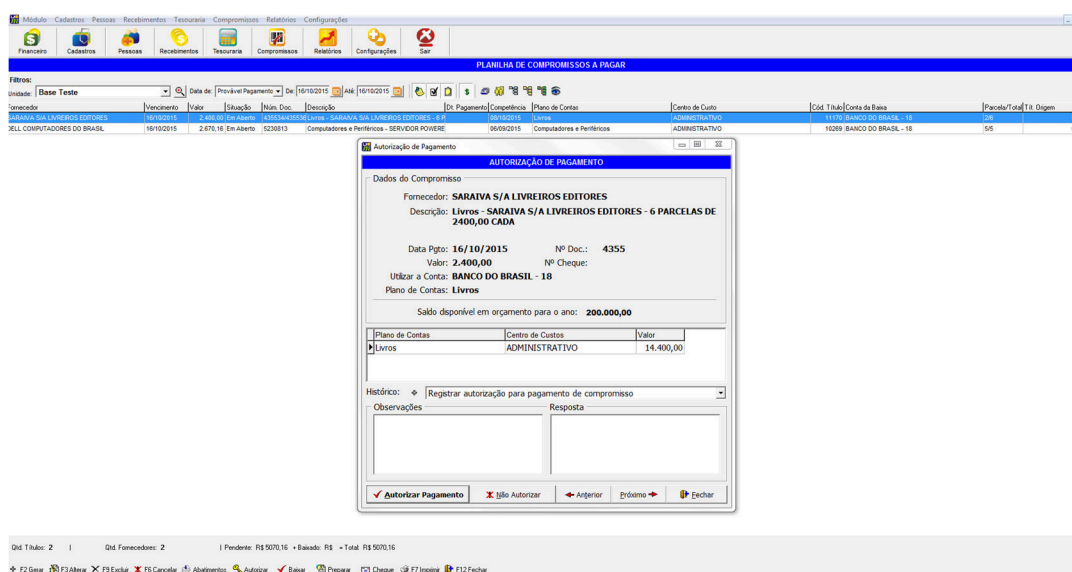 Módulo Cadastros Pessoas Recebimentos Tesouraria Compromissos Relatórios Configurações
Financeiro Cadastros Pessoas Recebimentos Tesouraria Compromissos Relatórios Configurações Sair
PLANILHA DE COMPROMISSOS A PAGAR
Filtros:
Unidade: Base Teste Data de: Provável Pagamento De: 16/10/2015 Até: 16/10/2015
Fornecedor Vencimento Valor Situação Núm. Doc. Descrição Dt. Pagamento Competência Plano de Contas Centro de Custo Cód. Título Conta da Baixa Parcela/Total Tít. Origem
SARAIVA S/A LIVREIROS EDITORES 16/10/2015 2.400,00 Em Aberto 435534/435536 Livros - SARAIVA S/A LIVREIROS EDITORES - 6 P 08/10/2015 Livros ADMINISTRATIVO 11170 BANCO DO BRASIL - 18 2/6
DELL COMPUTADORES DO BRASIL 16/10/2015 2.670,16 Em Aberto 5230813 Computadores e Periféricos - SERVIDOR POWERE 06/09/2015 Computadores e Periféricos ADMINISTRATIVO 10269 BANCO DO BRASIL - 18 5/5
Autorização de Pagamento
AUTORIZAÇÃO DE PAGAMENTO
Dados do Compromisso
Fornecedor: SARAIVA S/A LIVREIROS EDITORES
Descrição: Livros - SARAIVA S/A LIVREIROS EDITORES - 6 PARCELAS DE
2400,00 CADA
Data Pgto: 16/10/2015 Nº Doc.: 4355
Valor: 2.400,00 Nº Cheque:
Utilizar a Conta: BANCO DO BRASIL - 18
Plano de Contas: Livros
Saldo disponível em orçamento para o ano: 200.000,00
Plano de Contas Centro de Custos Valor
Livros ADMINISTRATIVO 14.400,00
Histórico: Registrar autorização para pagamento de compromisso
Observações Resposta
Autorizar Pagamento Não Autorizar Anterior Próximo Fechar
Qtd. Títulos: 2 | Qtd. Fornecedores: 2 | Pendente: R$ 5070,16 + Baixado: R$ = Total: R$ 5070,16
F2 Gerar F3 Alterar F9 Excluir F6 Cancelar Abatimentos Autorizar Baixar Preparar Cheque F7 Imprimir F12 Fechar